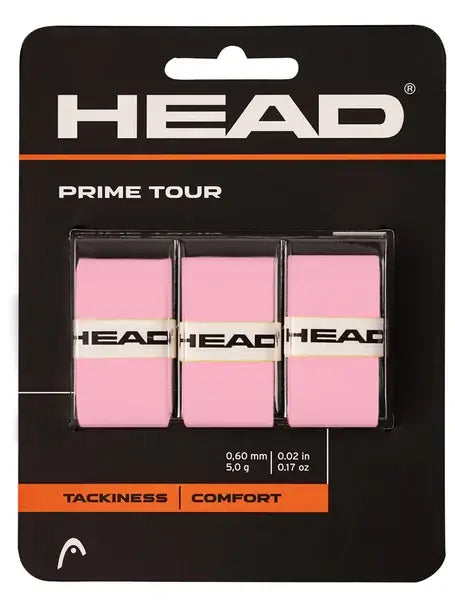 HEAD®
PRIME TOUR
HEAD HEAD HEAD
0,60 mm | 0.02 in
5,0 g | 0.17 oz
TACKINESS | COMFORT